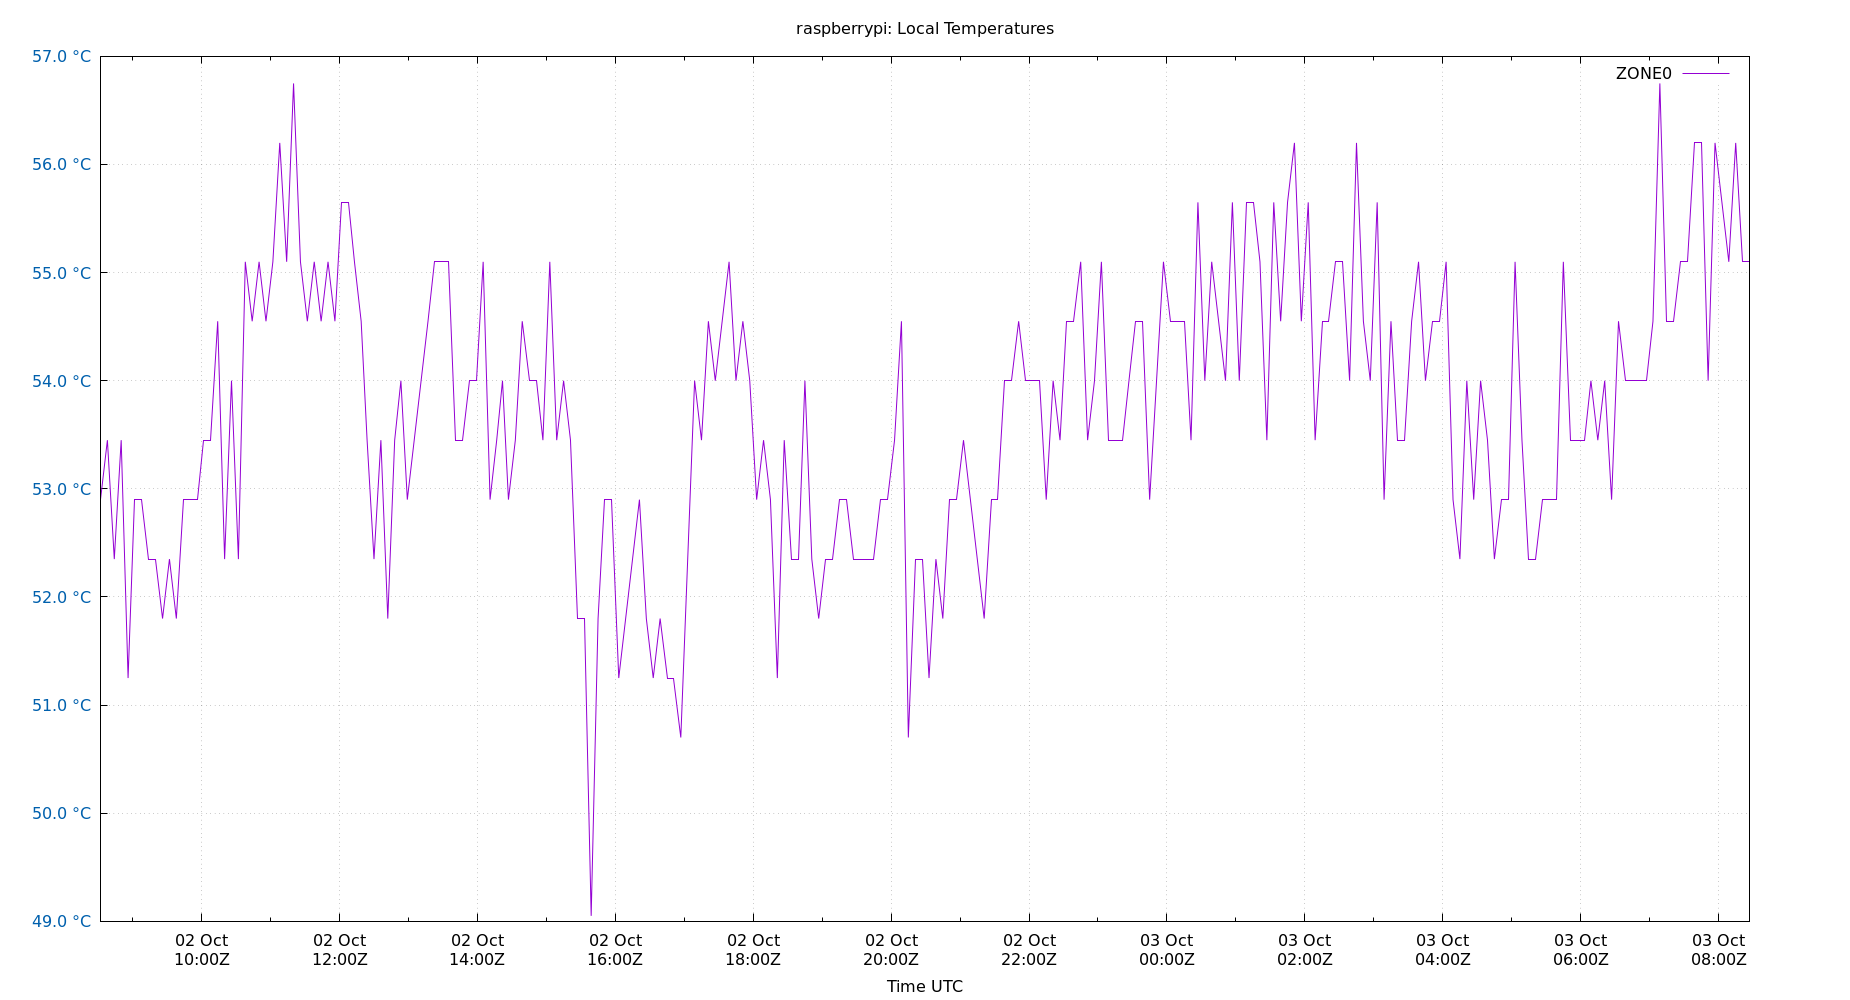 raspberrypi: Local Temperatures
57.0 °C
ZONE0
56.0 °C
55.0 °C
54.0 °C
53.0 °C
52.0 °C
51.0 °C
50.0 °C
49.0 °C
02 Oct 02 Oct 02 Oct 02 Oct 02 Oct 02 Oct 02 Oct 03 Oct 03 Oct 03 Oct 03 Oct 03 Oct
10:00Z 12:00Z 14:00Z 16:00Z 18:00Z 20:00Z 22:00Z 00:00Z 02:00Z 04:00Z 06:00Z 08:00Z
Time UTC